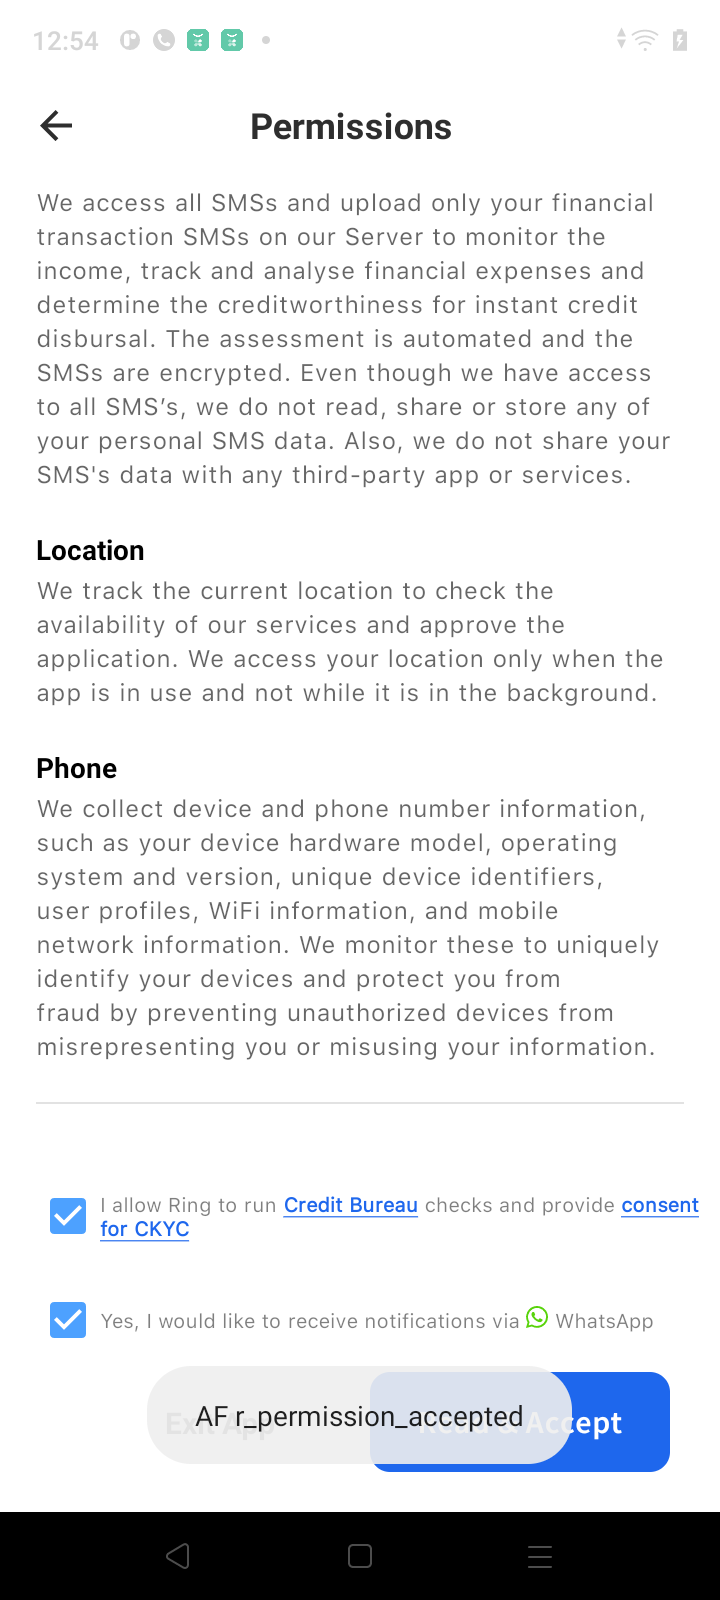 12:54
Permissions
We access all SMSs and upload only your financial
transaction SMSs on our Server to monitor the
income, track and analyse financial expenses and
determine the creditworthiness for instant credit
disbursal. The assessment is automated and the
SMSs are encrypted. Even though we have access
to all SMS’s, we do not read, share or store any of
your personal SMS data. Also, we do not share your
SMS's data with any third-party app or services.
Location
We track the current location to check the
availability of our services and approve the
application. We access your location only when the
app is in use and not while it is in the background.
Phone
We collect device and phone number information,
such as your device hardware model, operating
system and version, unique device identifiers,
user profiles, WiFi information, and mobile
network information. We monitor these to uniquely
identify your devices and protect you from
fraud by preventing unauthorized devices from
misrepresenting you or misusing your information.
I allow Ring to run Credit Bureau checks and provide consent
for CKYC
Yes, I would like to receive notifications via WhatsApp
Exit App
Read & Accept
AF r_permission_accepted